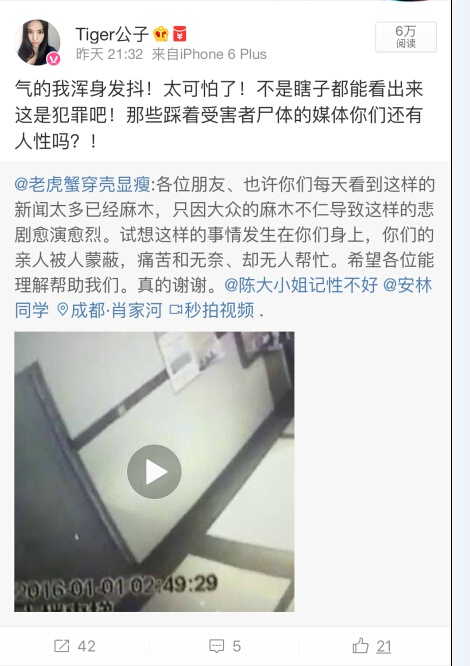 Tiger公子
6万
阅读
昨天 21:32 来自iPhone 6 Plus
气的我浑身发抖！太可怕了！不是瞎子都能看出来
这是犯罪吧！那些踩着受害者尸体的媒体你们还有
人性吗？！
@老虎蟹穿壳显瘦:各位朋友、也许你们每天看到这样的
新闻太多已经麻木，只因大众的麻木不仁导致这样的悲
剧愈演愈烈。试想这样的事情发生在你们身上，你们的
亲人被人蒙蔽，痛苦和无奈、却无人帮忙。希望各位能
理解帮助我们。真的谢谢。@陈大小姐记性不好 @安林
同学 成都·肖家河 秒拍视频 .
2016-01-01 02:49:29
42
5
21